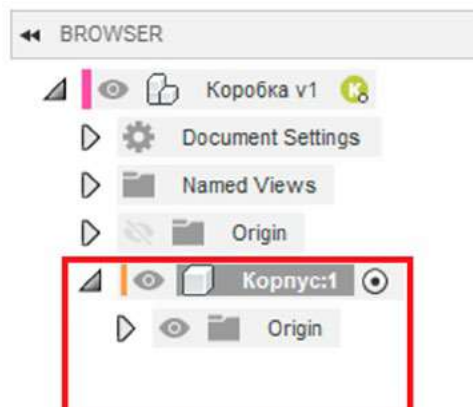 BROWSER
Коробка v1 K
Document Settings
Named Views
Origin
Корпус:1
Origin